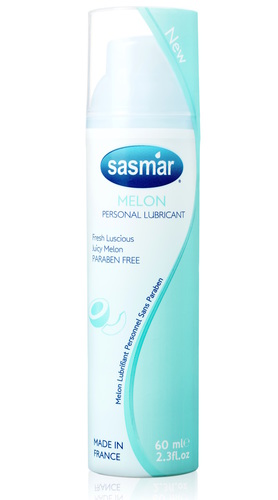 New
sasmar®
MELON
PERSONAL LUBRICANT
Fresh Luscious
Juicy Melon
PARABEN FREE
Melon Lubrifiant Personnel Sans Paraben
MADE IN
FRANCE
60 ml ℮
2.3fl.oz